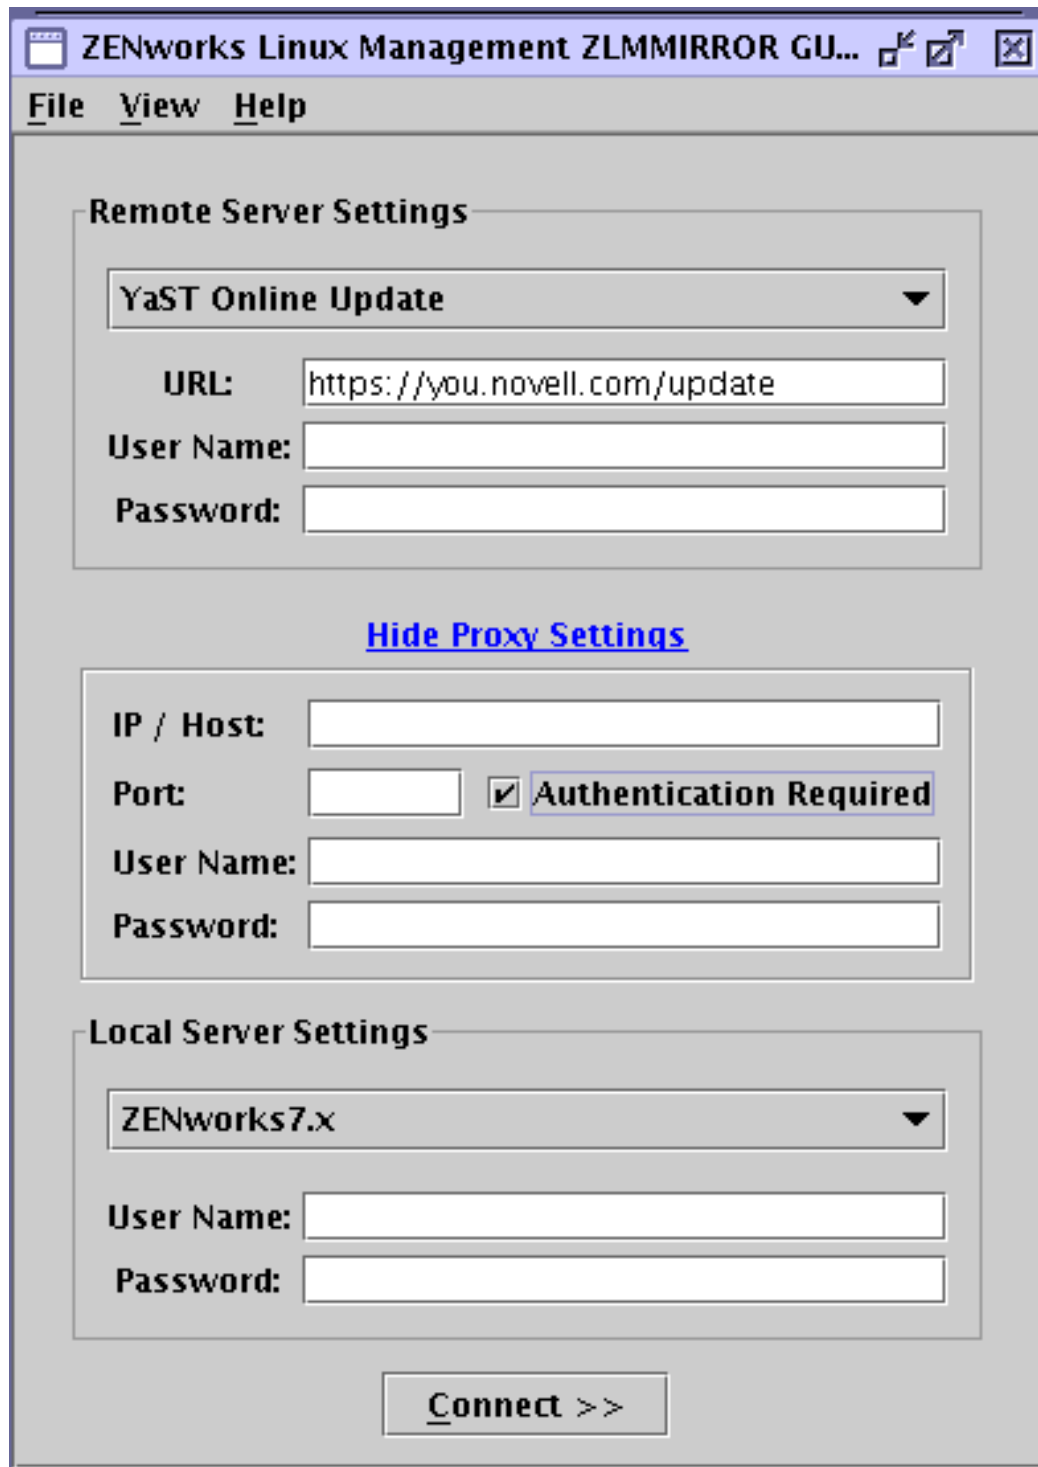 ZENworks Linux Management ZLMMIRROR GU...
File View Help
Remote Server Settings
YaST Online Update
URL: https://you.novell.com/update
User Name:
Password:
Hide Proxy Settings
IP / Host:
Port: Authentication Required
User Name:
Password:
Local Server Settings
ZENworks7.x
User Name:
Password:
Connect >>